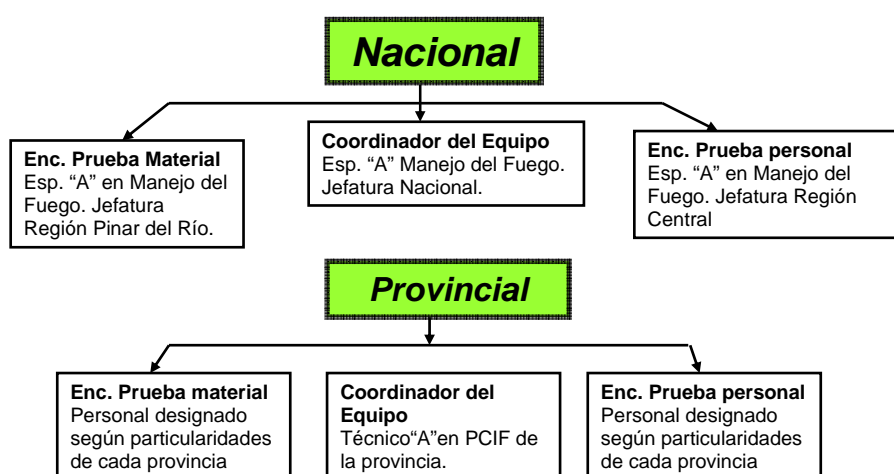 Nacional
Enc. Prueba Material
Esp. “A” en Manejo del
Fuego. Jefatura
Región Pinar del Río.
Coordinador del Equipo
Esp. “A” Manejo del Fuego.
Jefatura Nacional.
Enc. Prueba personal
Esp. “A” en Manejo del
Fuego. Jefatura Región
Central
Provincial
Enc. Prueba material
Personal designado
según particularidades
de cada provincia
Coordinador del
Equipo
Técnico“A”en PCIF de
la provincia.
Enc. Prueba personal
Personal designado
según particularidades
de cada provincia